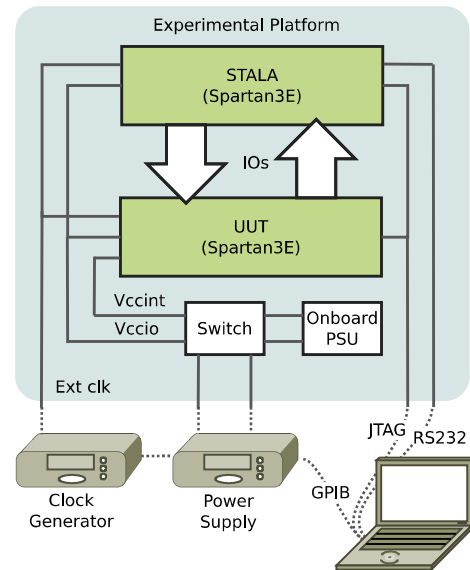 Experimental Platform
STALA
(Spartan3E)
IOs
UUT
(Spartan3E)
Vccint
Vccio
Switch
Onboard
PSU
Ext clk
JTAG
RS232
GPIB
Clock
Generator
Power
Supply